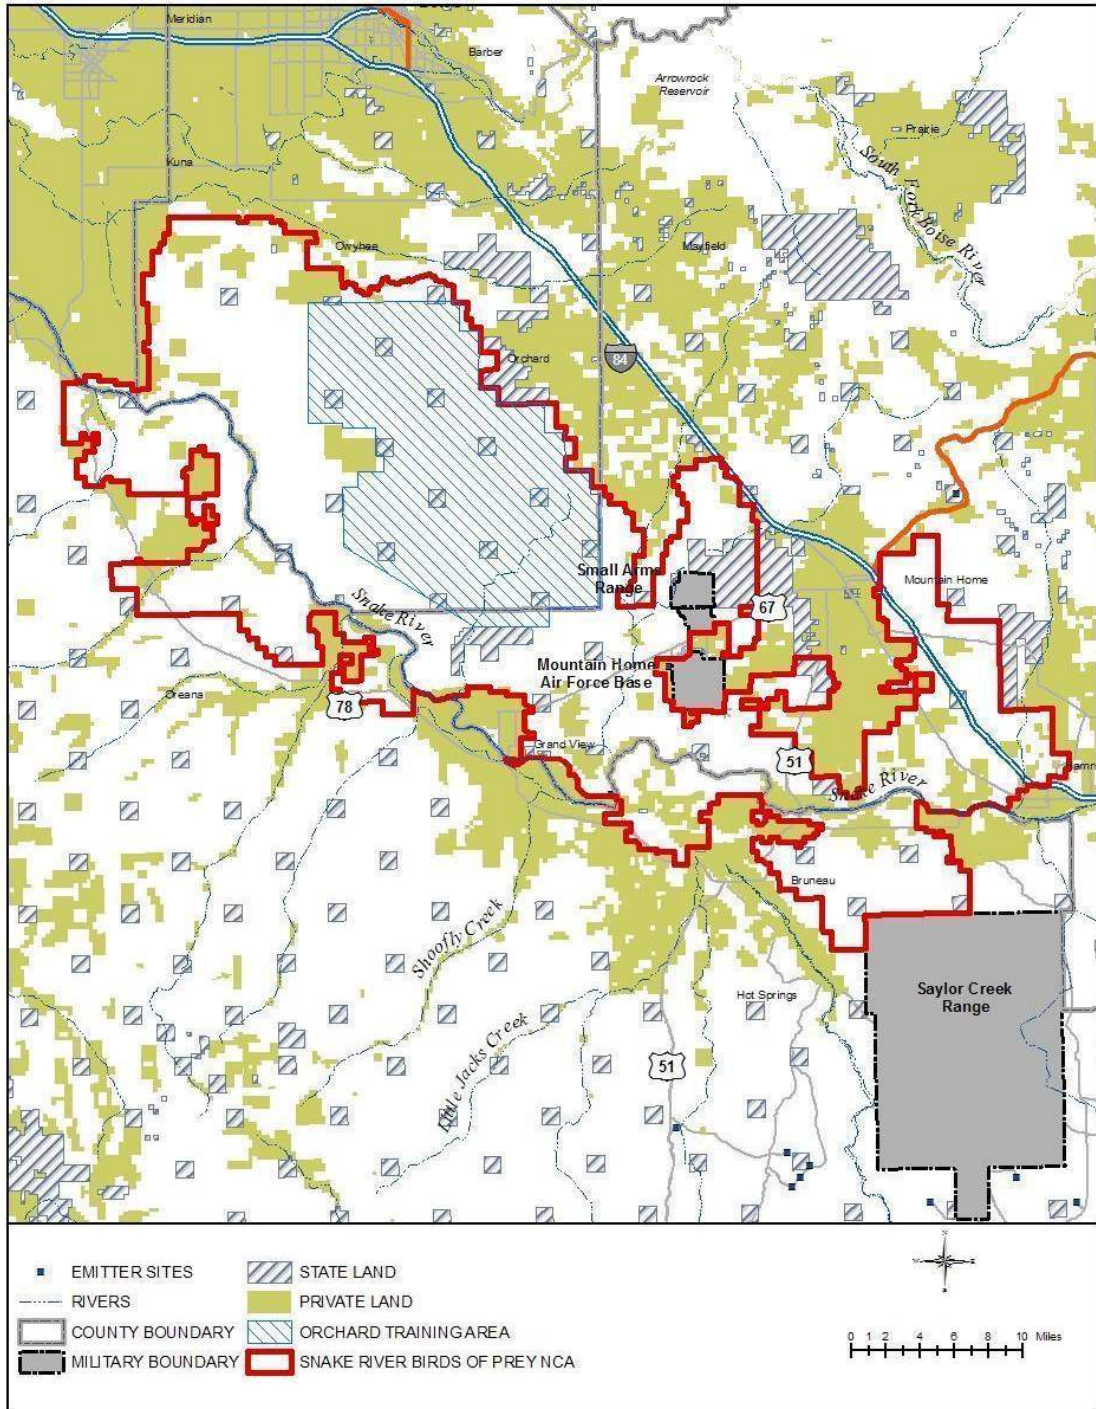 Meridian
Barber
Arrowrock
Reservoir
Prairie
South Fork Boise River
Kuna
Owyhee
Mayfield
Orchard
84
Small Arms
Range
67
Mountain Home
Snake River
Mountain Home
Air Force Base
Oreana
78
Grand View
51
Snake River
Bruneau
Shoofly Creek
Saylor Creek
Range
Hot Springs
Little Jacks Creek
51
EMITTER SITES
RIVERS
COUNTY BOUNDARY
MILITARY BOUNDARY
STATE LAND
PRIVATE LAND
ORCHARD TRAINING AREA
SNAKE RIVER BIRDS OF PREY NCA
0 1 2 4 6 8 10 Miles